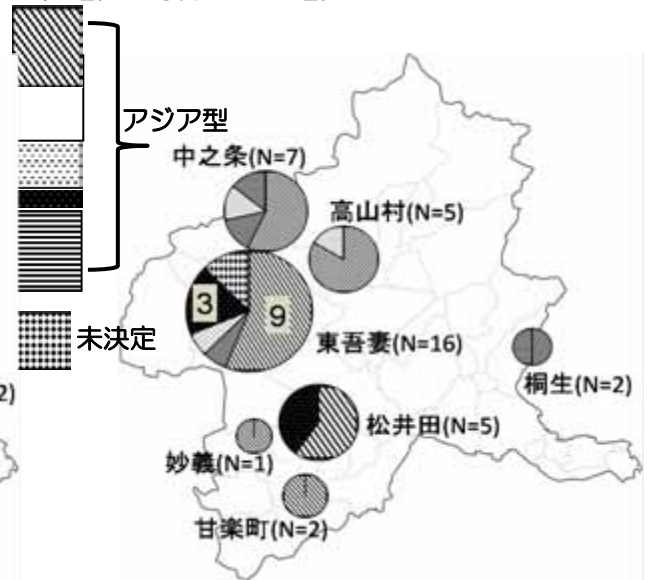 アジア型
中之条(N=7)
高山村(N=5)
3
9
未決定
東吾妻(N=16)
桐生(N=2)
2)
松井田(N=5)
妙義(N=1)
甘楽町(N=2)